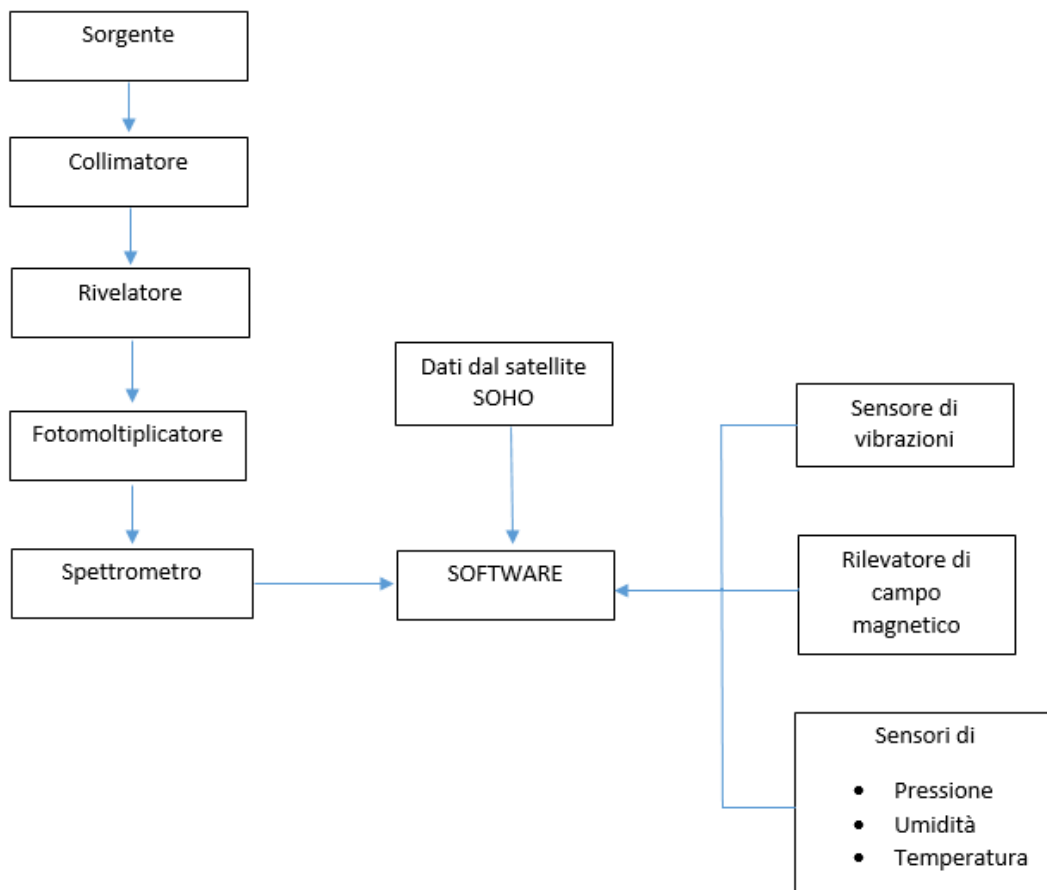 Sorgente
Collimatore
Rivelatore
Fotomoltiplicatore
Spettrometro
Dati dal satellite
SOHO
SOFTWARE
Sensore di
vibrazioni
Rilevatore di
campo
magnetico
Sensori di
• Pressione
• Umidità
• Temperatura